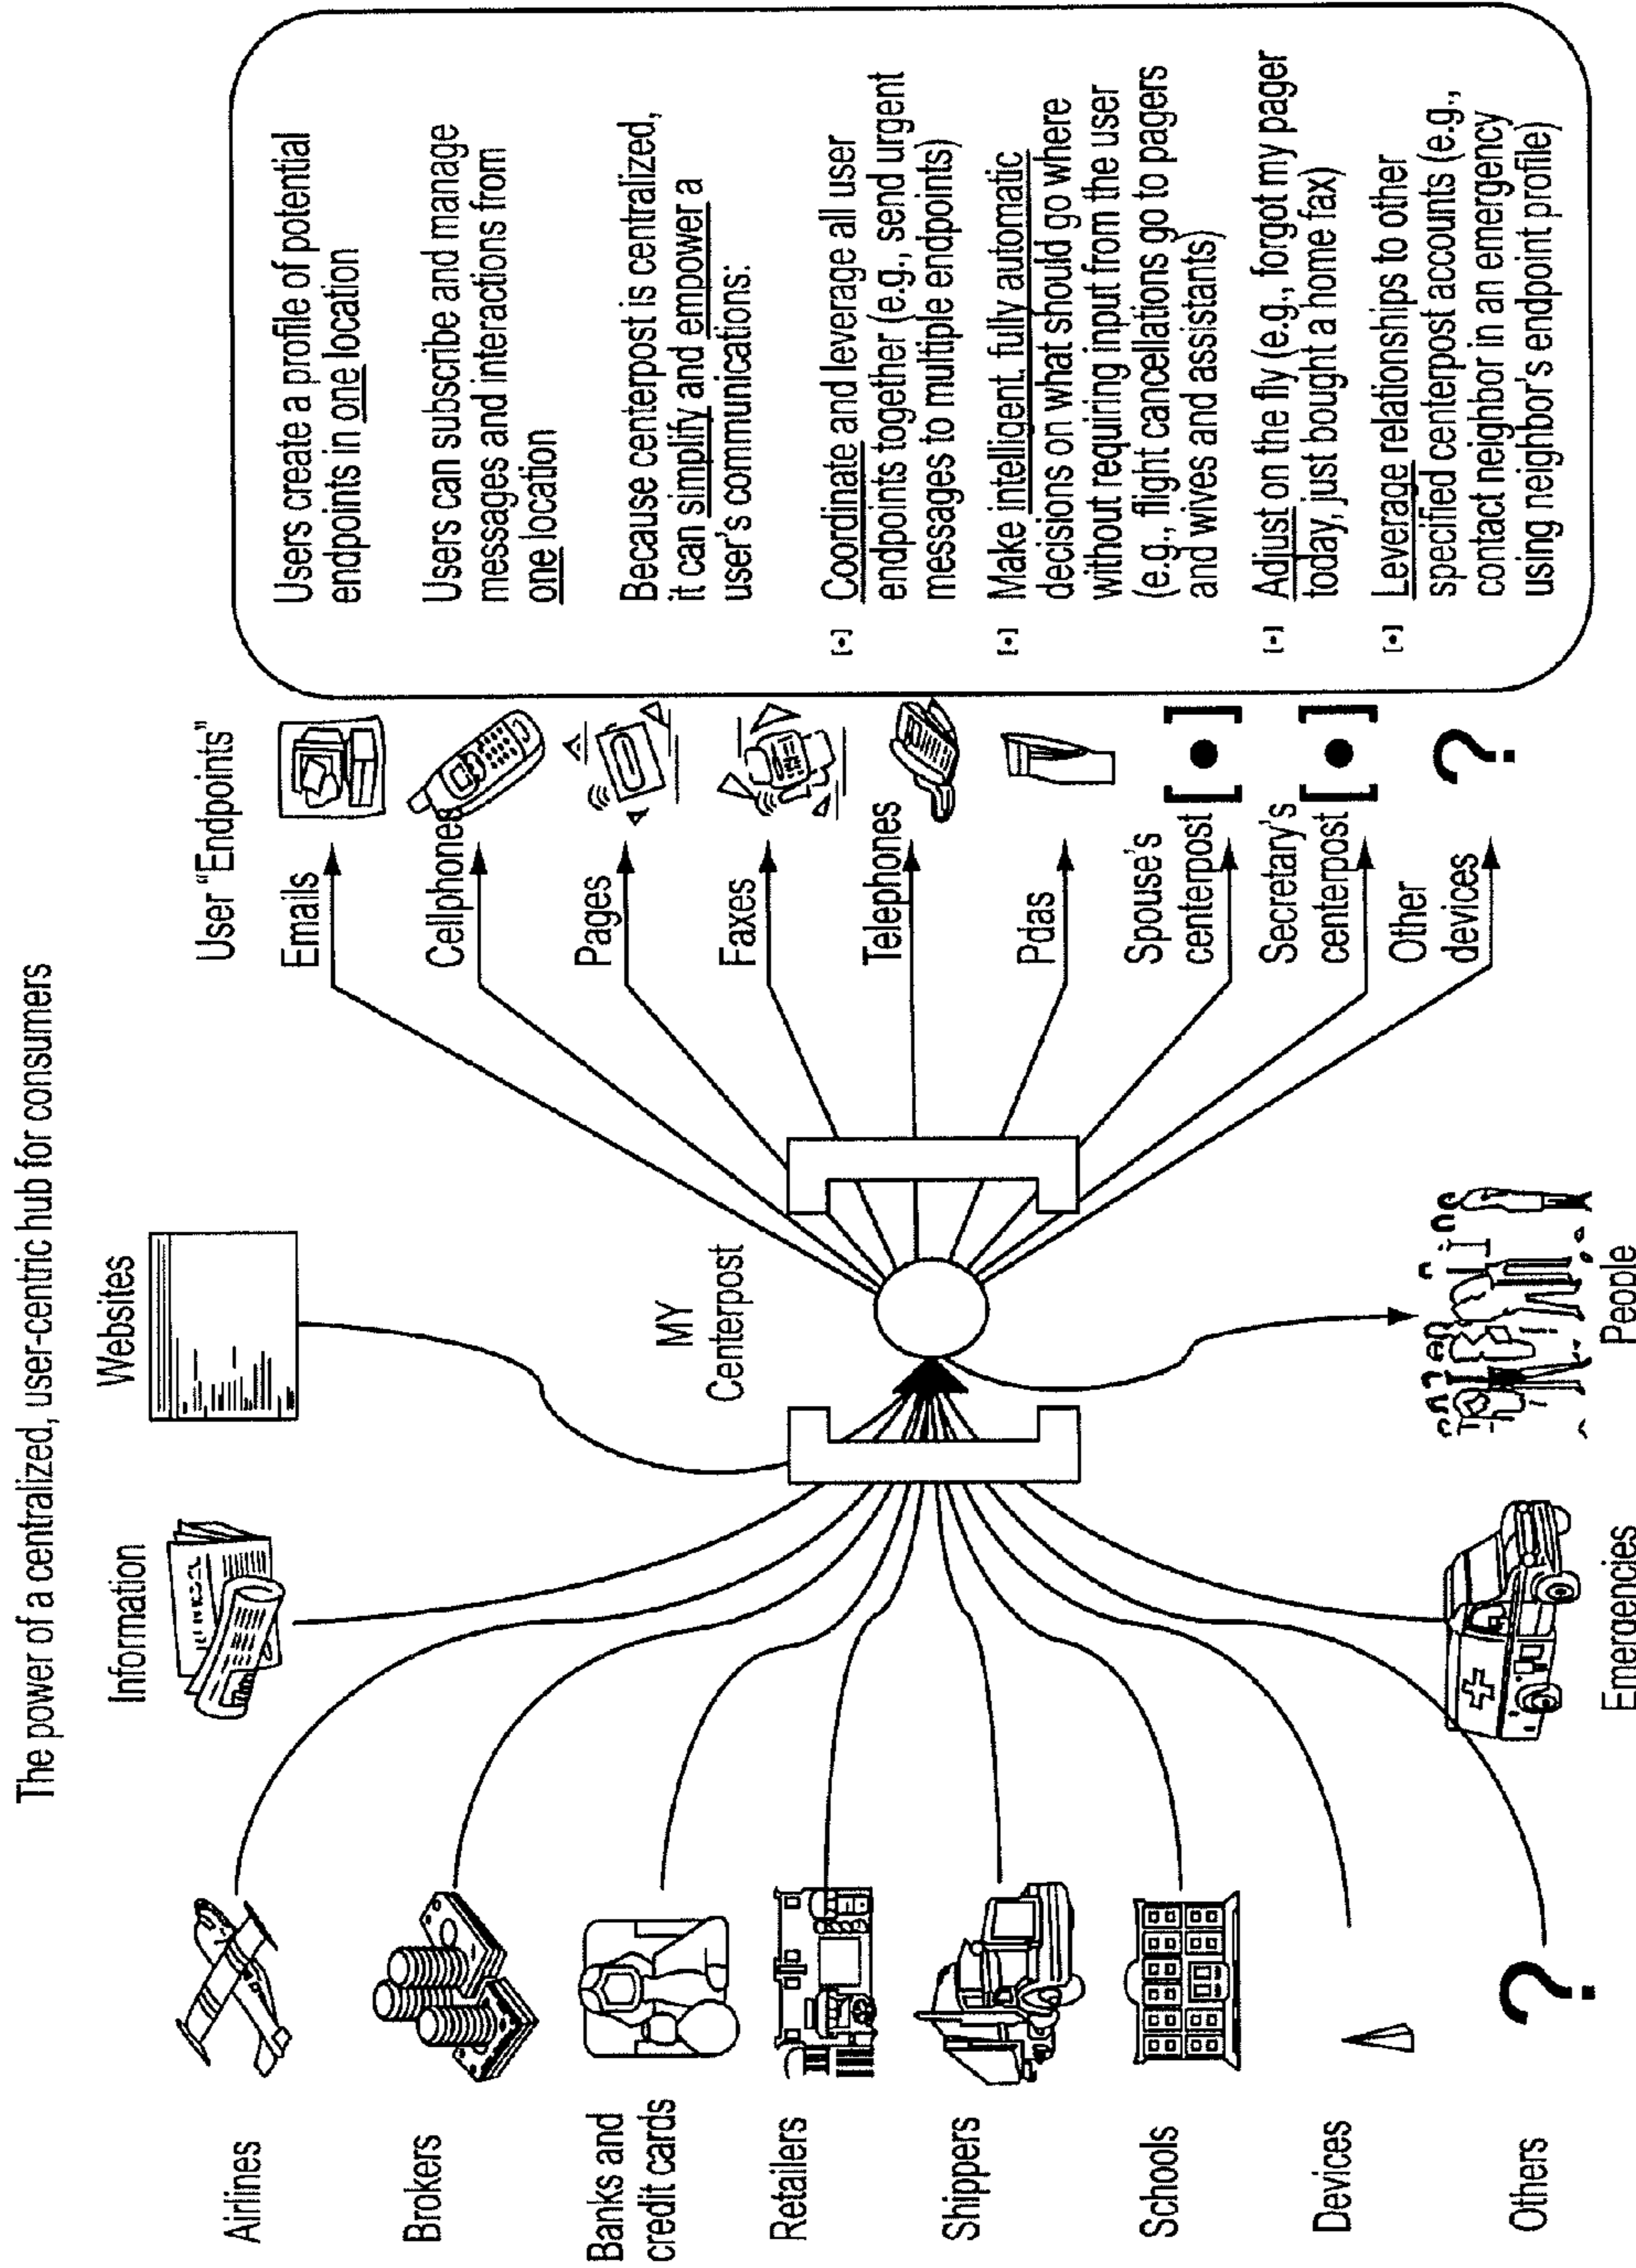 The power of a centralized, user-centric hub for consumers
Airlines
Brokers
Banks and
credit cards
Retailers
Shippers
Schools
Devices
Others
Information
Emergencies
Websites
MY
Centerpost
People
User “Endpoints”
Emails
Cellphones
Pages
Faxes
Telephones
Pdas
Spouse's
centerpost
Secretary's
centerpost
Other
devices
Users create a profile of potential
endpoints in one location
Users can subscribe and manage
messages and interactions from
one location
Because centerpost is centralized,
it can simplify and empower a
user's communications:
[•] Coordinate and leverage all user
endpoints together (e.g., send urgent
messages to multiple endpoints)
[•] Make intelligent, fully automatic
decisions on what should go where
without requiring input from the user
(e.g., flight cancellations go to pagers
and wives and assistants)
[•] Adjust on the fly (e.g., forgot my pager
today, just bought a home fax)
[•] Leverage relationships to other
specified centerpost accounts (e.g.,
contact neighbor in an emergency
using neighbor's endpoint profile)